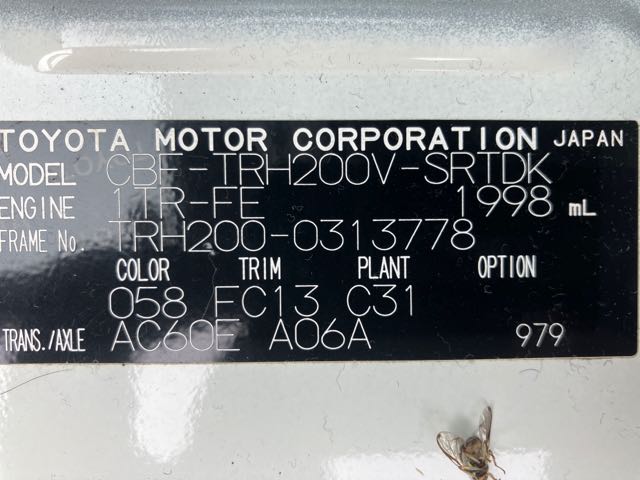 TOYOTA MOTOR CORPORATION JAPAN
MODEL CBF-TRH200V-SRTDK
ENGINE 1TR-FE 1998 mL
FRAME No. TRH200-0313778
COLOR TRIM PLANT OPTION
058 FC13 C31
TRANS./AXLE AC60E A06A 979